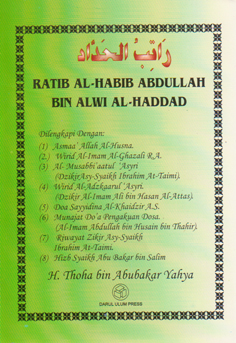 رَاتِبُ الْحَدَّاد
RATIB AL-HABIB ABDULLAH
BIN ALWI AL-HADDAD
Dilengkapi Dengan:
(1) Asmaa' Allah Al-Husna.
(2.) Wirid Al-Imam Al-Ghazali R.A.
(3) Al- Musabbi'aatul 'Asyri
(Dzikir Asy-Syaikh Ibrahim At-Taimi).
(4) Wirid Al-Adzkarul 'Asyri.
(Dzikir Al-Imam Ali bin Hasan Al-Attas).
(5) Doa Sayyidina Al-Khaidzir A.S.
(6) Munajat Do'a Pengakuan Dosa.
(Al-Imam Abdullah bin Husain bin Thahir).
(7) Riwayat Zikir Asy-Syaikh
Ibrahim At-Taimi.
(8) Hizb Syaikh Abu Bakar bin Salim
H. Thoha bin Abubakar Yahya
DARUL ULUM PRESS